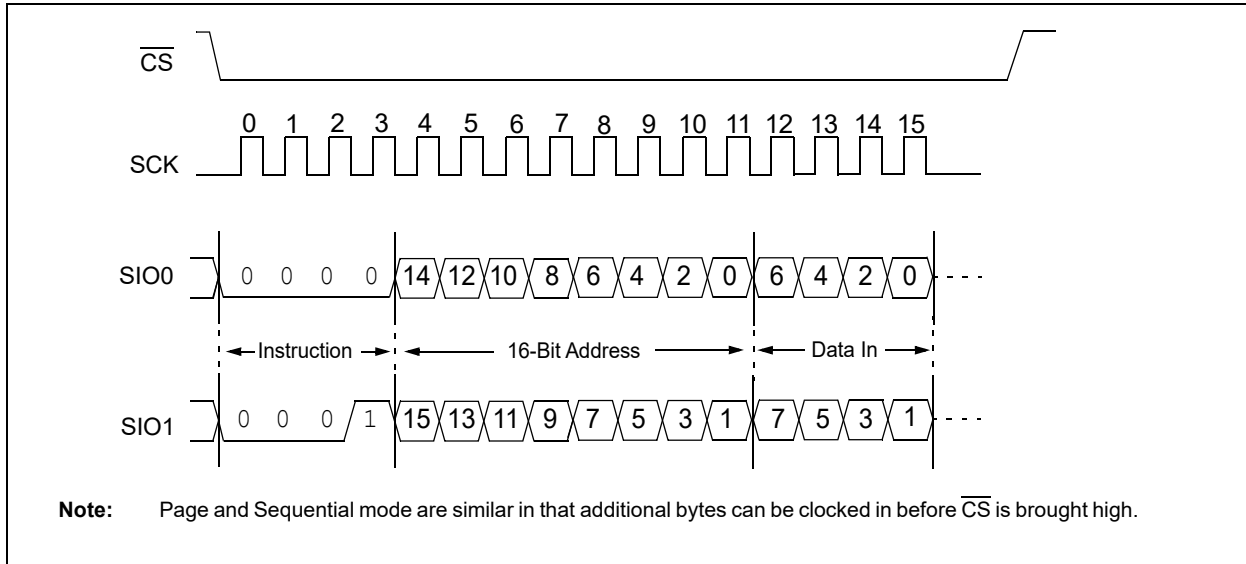 CS
0 1 2 3 4 5 6 7 8 9 10 11 12 13 14 15
SCK
SIO0 0 0 0 0 14 12 10 8 6 4 2 0 6 4 2 0
Instruction 16-Bit Address Data In
SIO1 0 0 0 1 15 13 11 9 7 5 3 1 7 5 3 1
Note: Page and Sequential mode are similar in that additional bytes can be clocked in before CS is brought high.